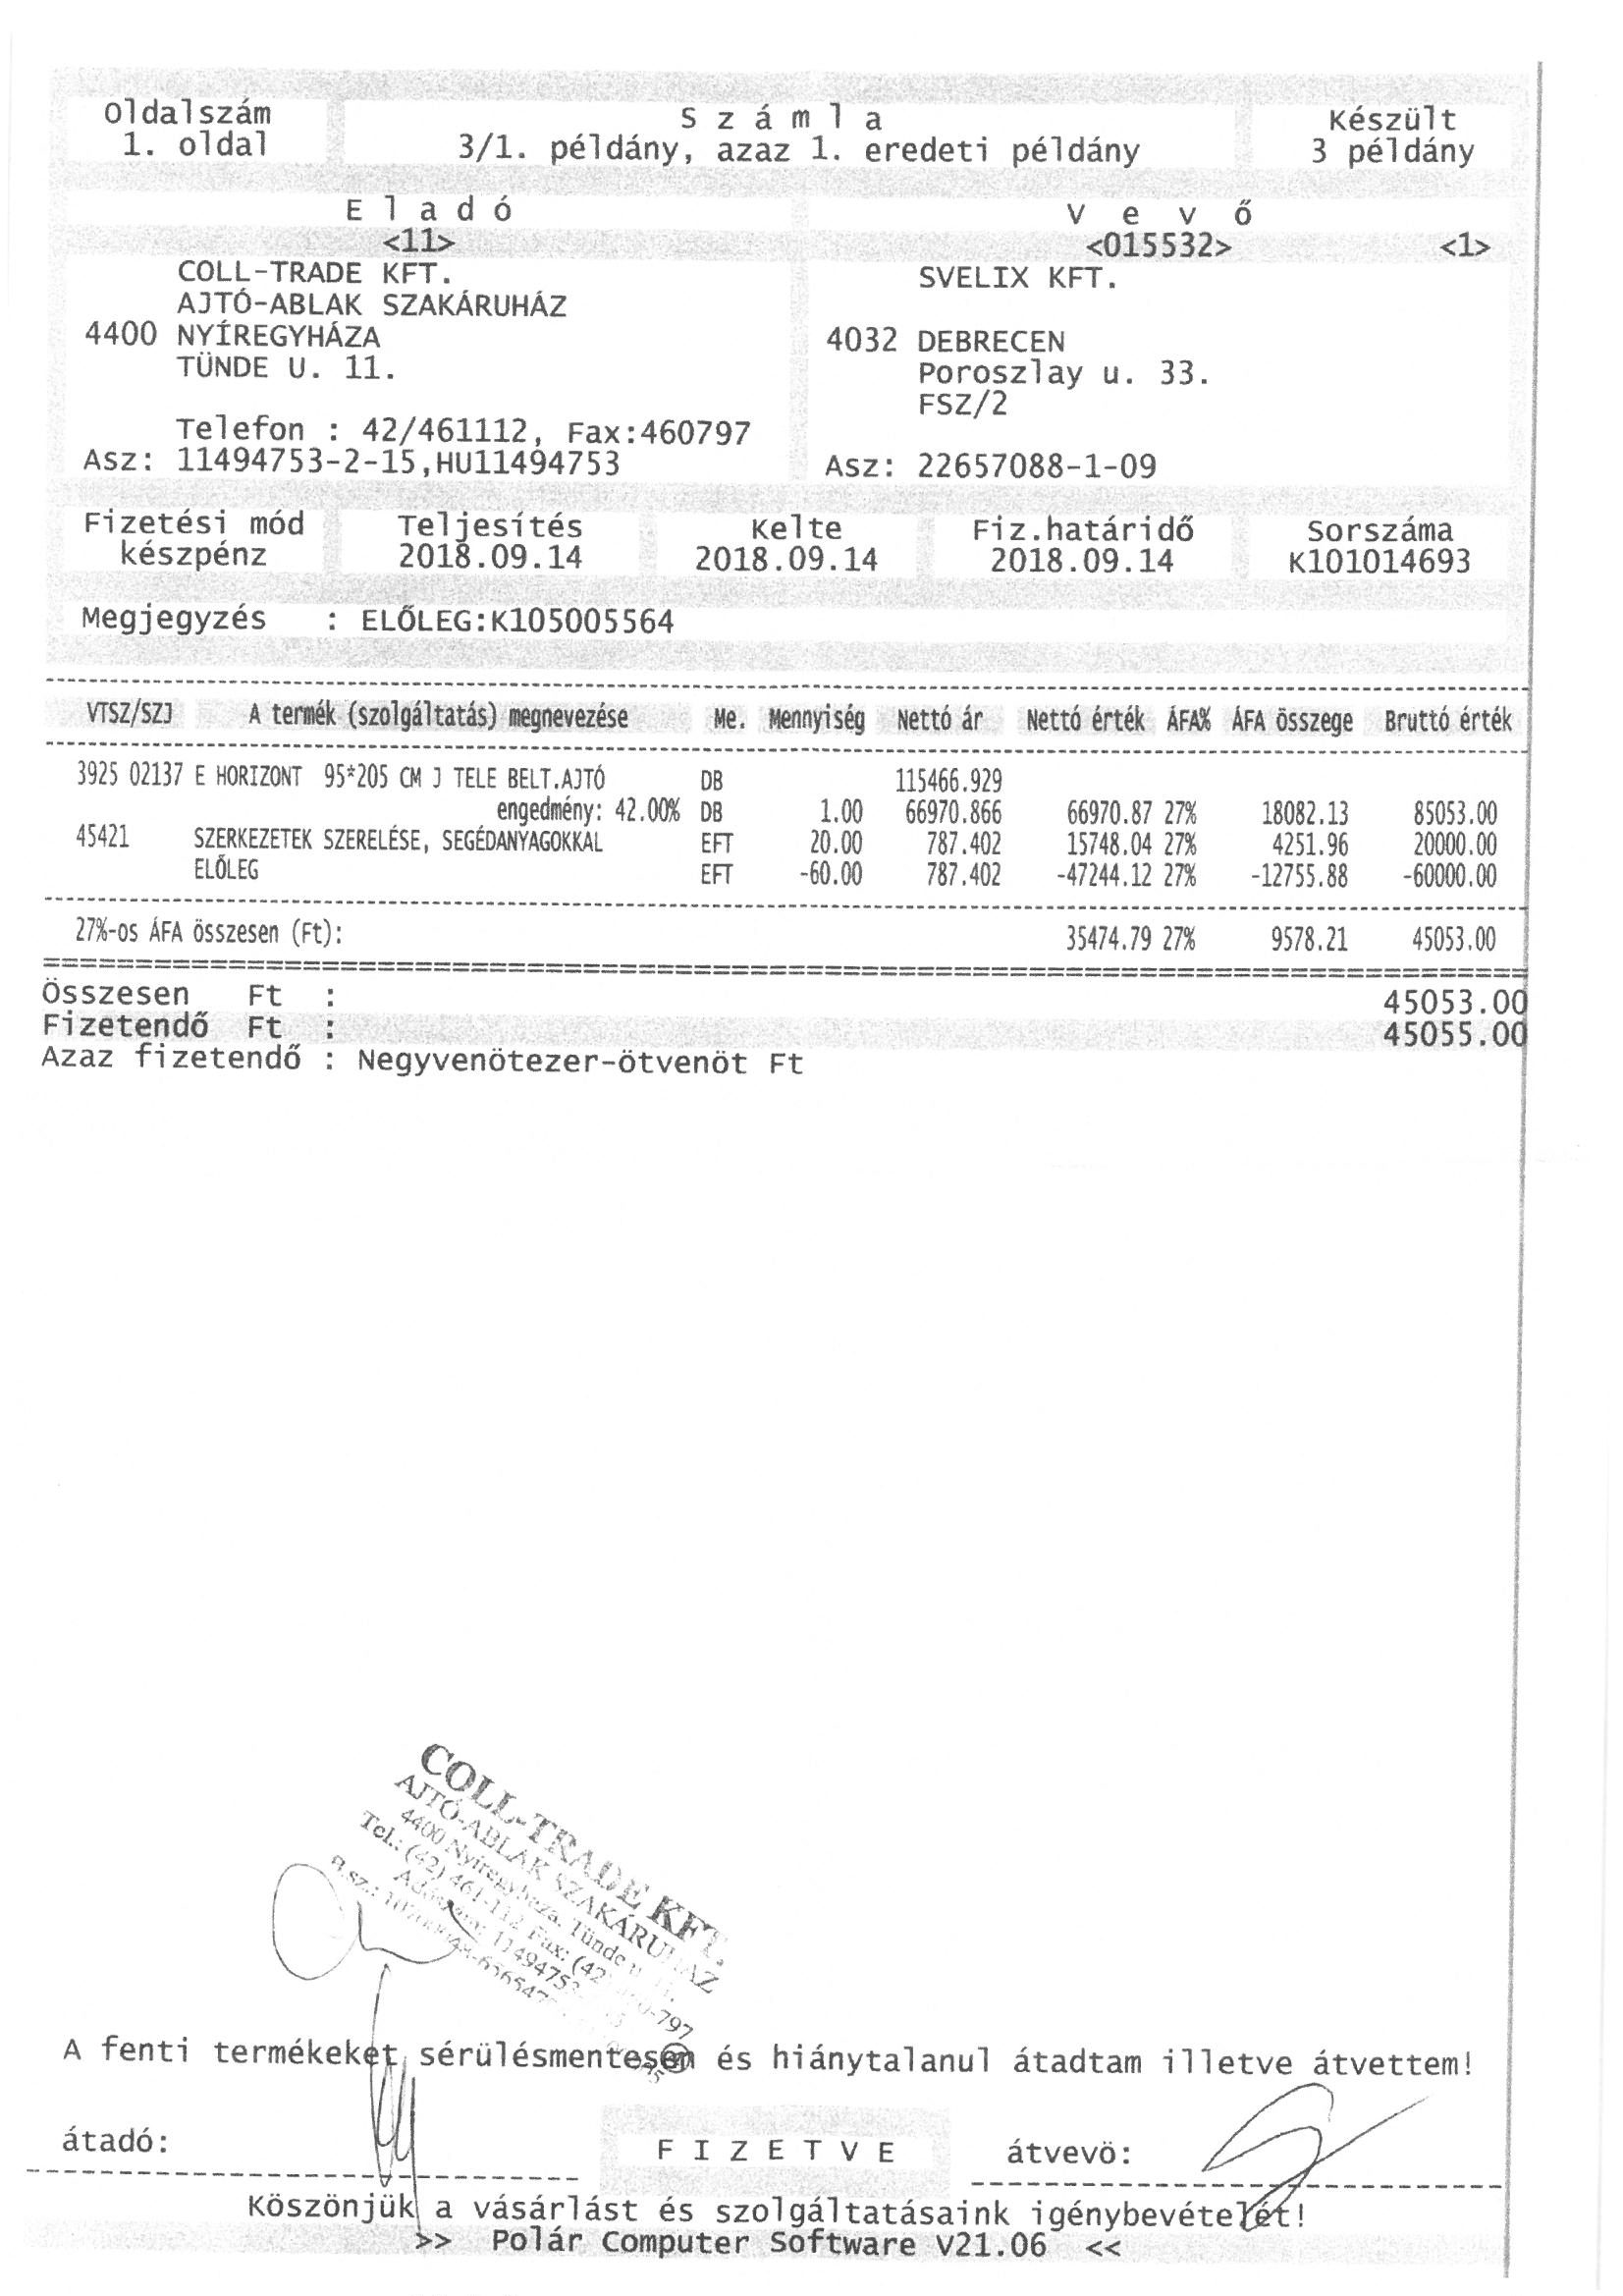 Oldalszám
1. oldal
S z á m l a
3/1. példány, azaz 1. eredeti példány
Készült
3 példány
E l a d ó
<11>
COLL-TRADE KFT.
AJTÓ-ABLAK SZAKÁRUHÁZ
4400 NYÍREGYHÁZA
TÜNDE U. 11.
Telefon : 42/461112, Fax:460797
Asz: 11494753-2-15,HU11494753
V e v ő
<015532> <1>
SVELIX KFT.
4032 DEBRECEN
Poroszlay u. 33.
FSZ/2
Asz: 22657088-1-09
Fizetési mód Teljesítés Kelte Fiz.határidő Sorszáma
készpénz 2018.09.14 2018.09.14 2018.09.14 K101014693
Megjegyzés : ELŐLEG:K105005564
VTSZ/SZJ A termék (szolgáltatás) megnevezése Me. Mennyiség Nettó ár Nettó érték ÁFA% ÁFA összege Bruttó érték
3925 02137 E HORIZONT 95*205 CM J TELE BELT.AJTÓ DB 115466.929
engedmény: 42.00% DB 1.00 66970.866 66970.87 27% 18082.13 85053.00
45421 SZERKEZETEK SZERELÉSE, SEGÉDANYAGOKKAL EFT 20.00 787.402 15748.04 27% 4251.96 20000.00
ELŐLEG EFT -60.00 787.402 -47244.12 27% -12755.88 -60000.00
27%-os ÁFA összesen (Ft): 35474.79 27% 9578.21 45053.00
Összesen Ft : 45053.00
Fizetendő Ft : 45055.00
Azaz fizetendő : Negyvenötezer-ötvenöt Ft
COLL-TRADE KFT.
AJTÓ-ABLAK SZAKÁRUHÁZ
4400 Nyíregyháza, Tünde u.
Tel.: (42) 461-112 Fax: (42)
A fenti termékeket sérülésmentesen és hiánytalanul átadtam illetve átvettem!
átadó:
F I Z E T V E
átvevö:
Köszönjük a vásárlást és szolgáltatásaink igénybevételét!
>> Polár Computer Software V21.06 <<